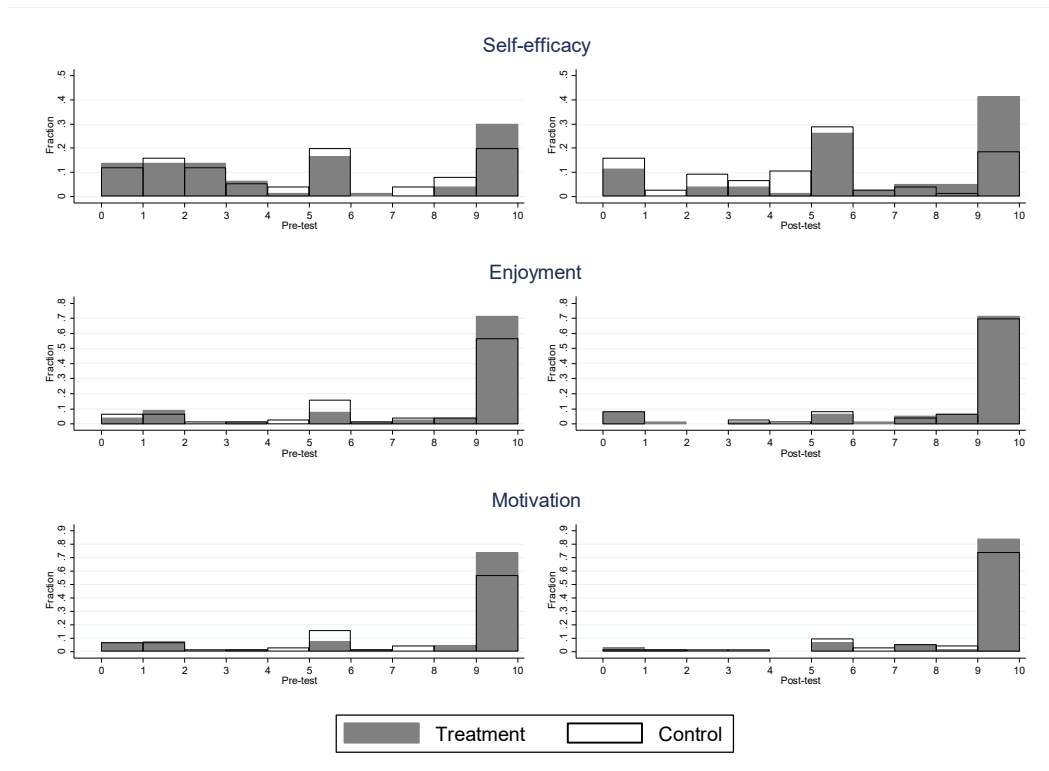 Self-efficacy
Fraction
0 .1 .2 .3 .4 .5
0 1 2 3 4 5 6 7 8 9 10
Pre-test
Fraction
0 .1 .2 .3 .4 .5
0 1 2 3 4 5 6 7 8 9 10
Post-test
Enjoyment
Fraction
0 .1 .2 .3 .4 .5 .6 .7 .8
0 1 2 3 4 5 6 7 8 9 10
Pre-test
Fraction
0 .1 .2 .3 .4 .5 .6 .7 .8
0 1 2 3 4 5 6 7 8 9 10
Post-test
Motivation
Fraction
0 .1 .2 .3 .4 .5 .6 .7 .8 .9
0 1 2 3 4 5 6 7 8 9 10
Pre-test
Fraction
0 .1 .2 .3 .4 .5 .6 .7 .8 .9
0 1 2 3 4 5 6 7 8 9 10
Post-test
Treatment Control